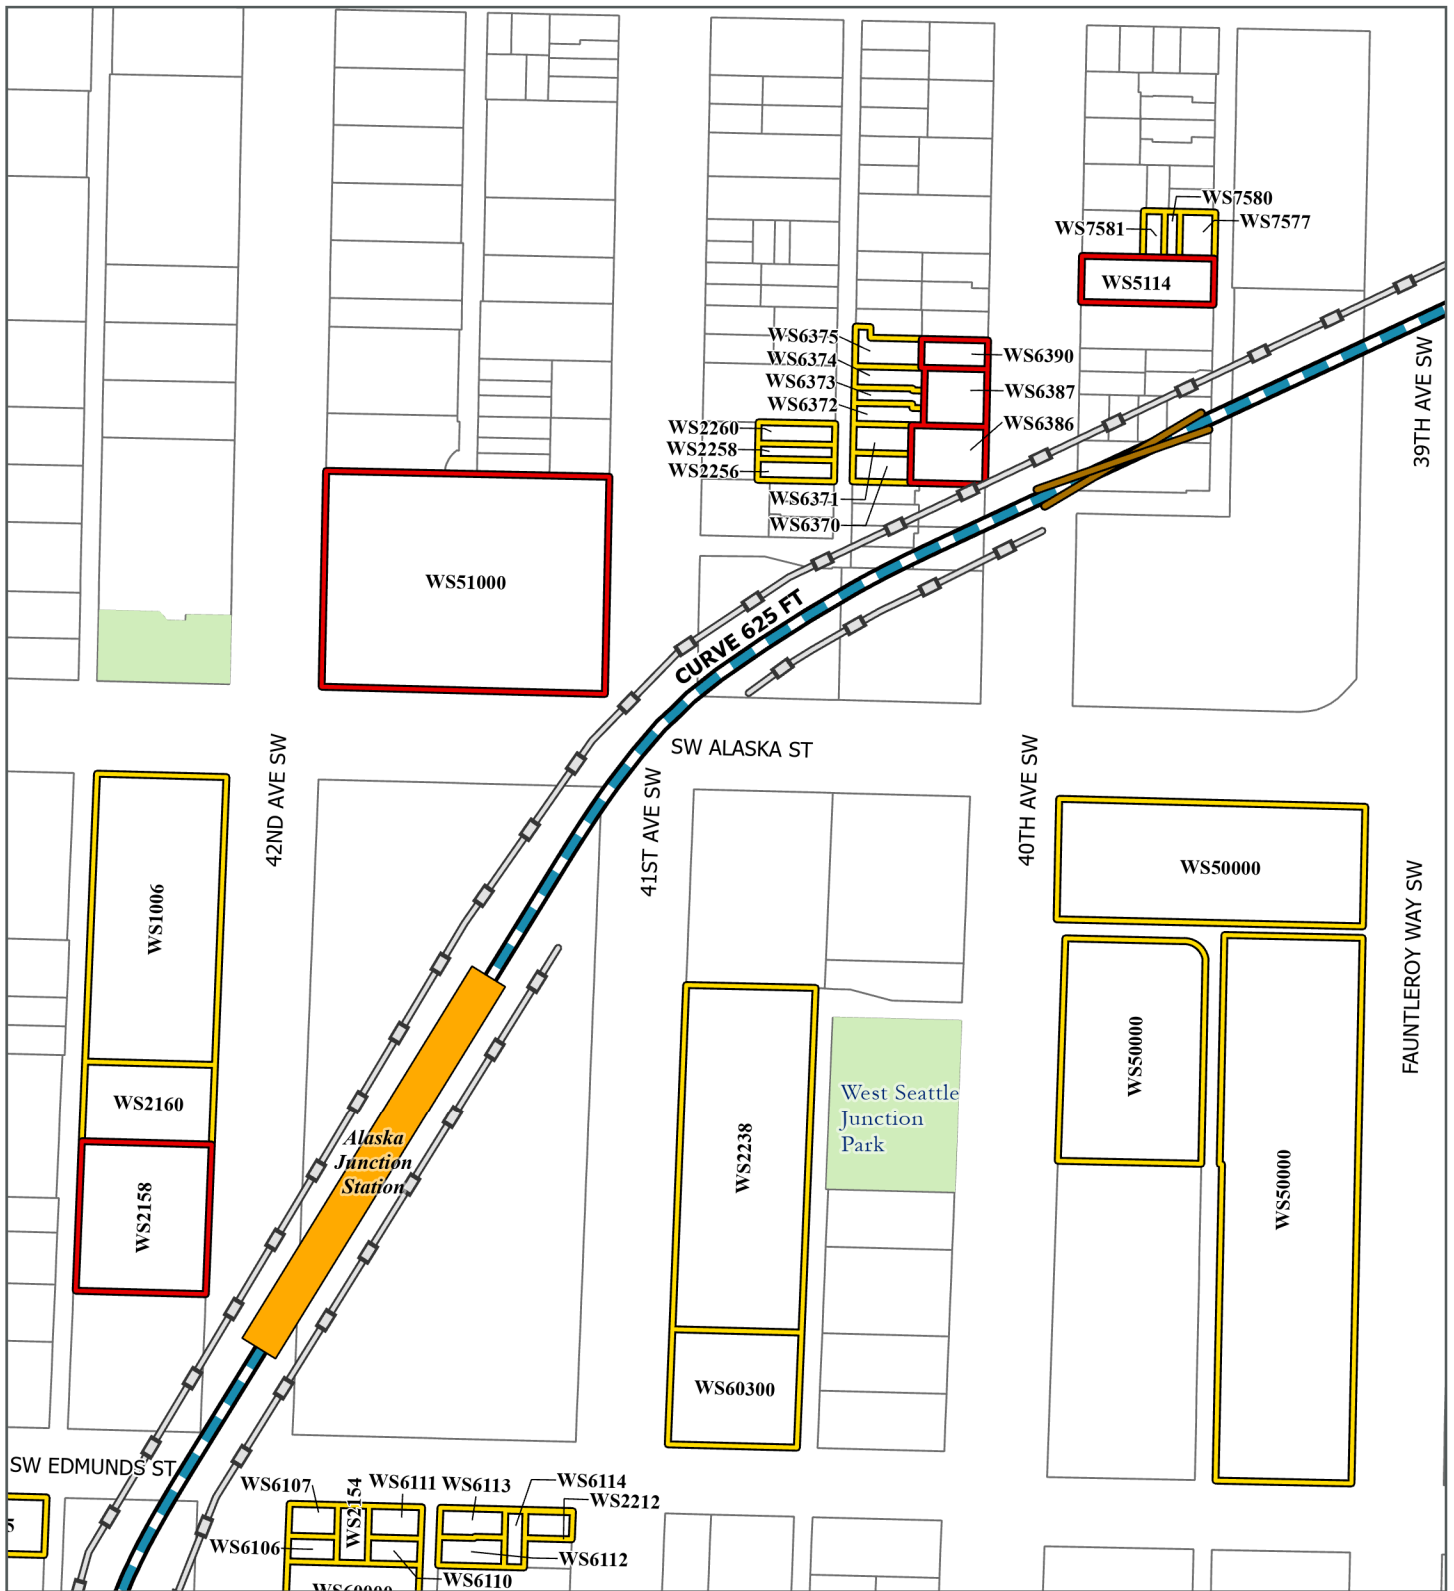 WS7580
WS7577
WS7581
WS5114
WS6375
WS6374
WS6373
WS6372
WS6390
WS6387
WS6386
WS2260
WS2258
WS2256
WS6371
WS6370
39TH AVE SW
WS51000
CURVE 625 FT
SW ALASKA ST
42ND AVE SW
41ST AVE SW
40TH AVE SW
WS50000
FAUNTLEROY WAY SW
WS1006
WS50000
WS2160
West Seattle
Junction
Park
Alaska
Junction
Station
WS2238
WS50000
WS2158
WS60300
SW EDMUNDS ST
WS6107
WS2154
WS6111
WS6113
WS6114
WS2212
5
WS6106
WS6112
WS6110